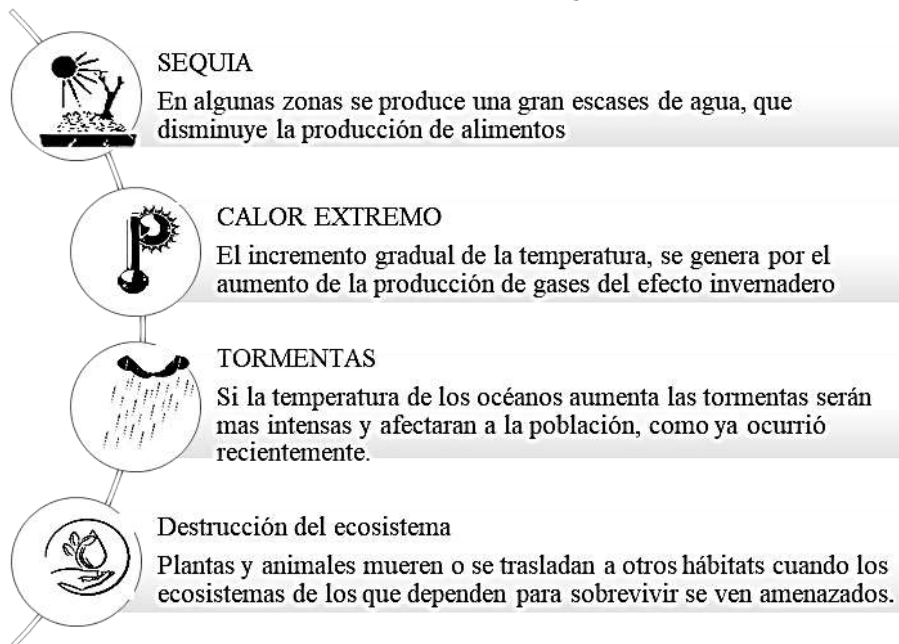 SEQUIA
En algunas zonas se produce una gran escases de agua, que
disminuye la producción de alimentos
CALOR EXTREMO
El incremento gradual de la temperatura, se genera por el
aumento de la producción de gases del efecto invernadero
TORMENTAS
Si la temperatura de los océanos aumenta las tormentas serán
mas intensas y afectaran a la población, como ya ocurrió
recientemente.
Destrucción del ecosistema
Plantas y animales mueren o se trasladan a otros hábitats cuando los
ecosistemas de los que dependen para sobrevivir se ven amenazados.